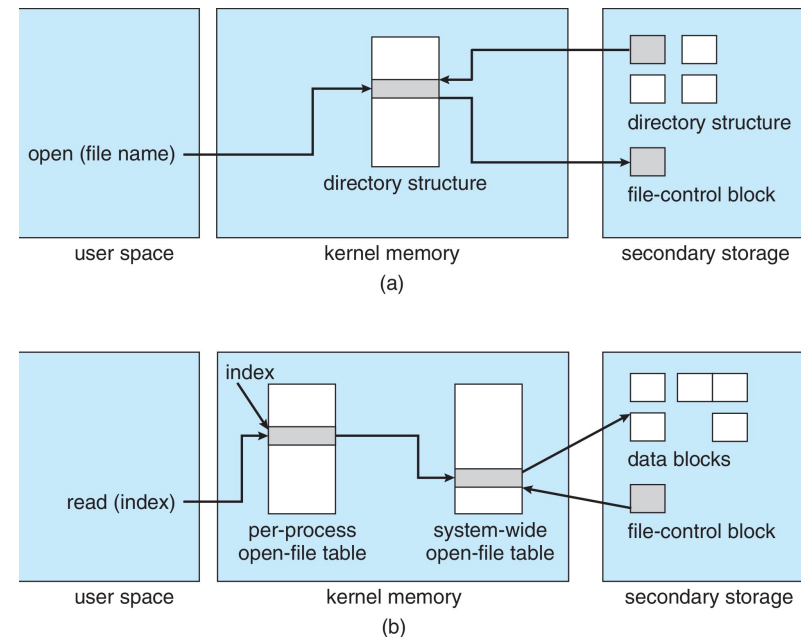 open (file name)
directory structure
directory structure
file-control block
user space
kernel memory
secondary storage
(a)
index
read (index)
per-process
open-file table
system-wide
open-file table
data blocks
file-control block
user space
kernel memory
secondary storage
(b)